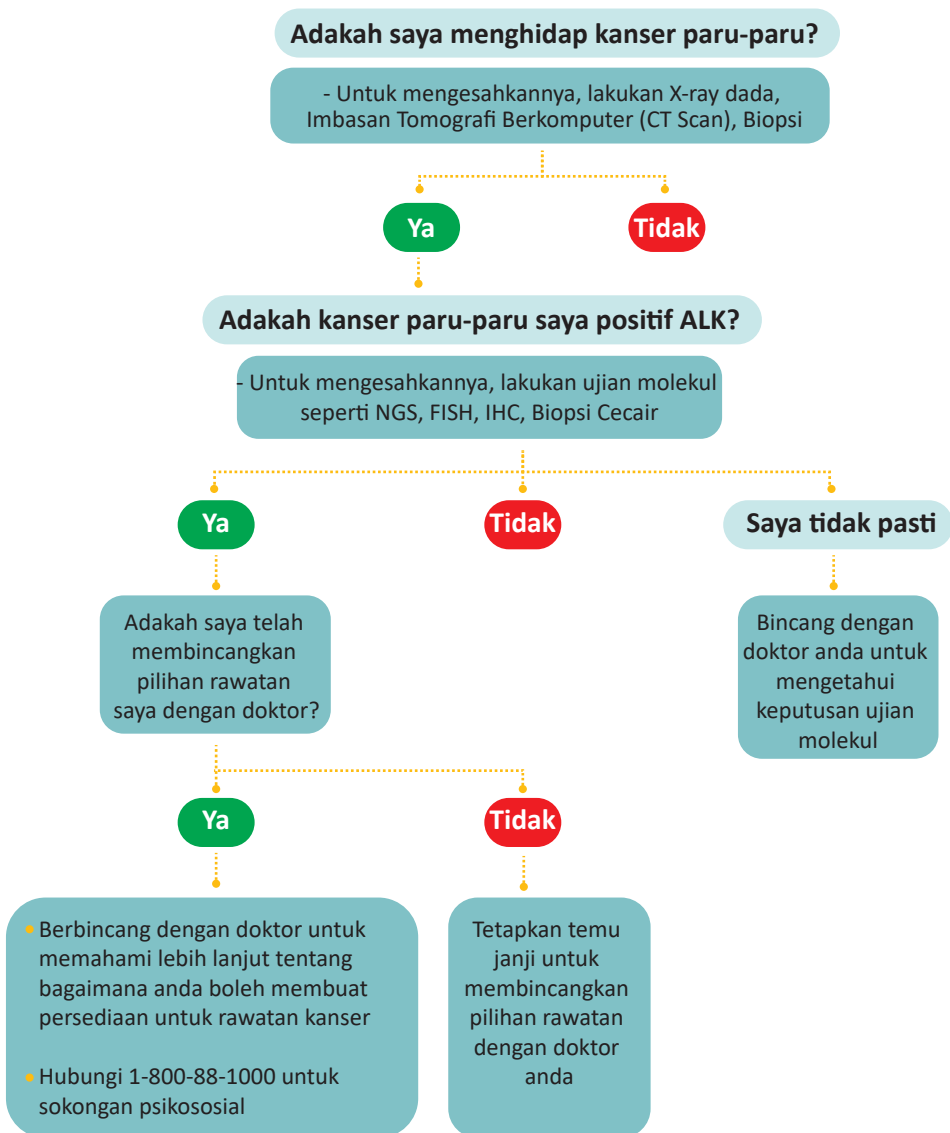 Adakah saya menghidap kanser paru-paru?
- Untuk mengesahkannya, lakukan X-ray dada,
Imbasan Tomografi Berkomputer (CT Scan), Biopsi
Ya
Tidak
Adakah kanser paru-paru saya positif ALK?
- Untuk mengesahkannya, lakukan ujian molekul
seperti NGS, FISH, IHC, Biopsi Cecair
Ya
Tidak
Saya tidak pasti
Adakah saya telah
membincangkan
pilihan rawatan
saya dengan doktor?
Bincang dengan
doktor anda untuk
mengetahui
keputusan ujian
molekul
Ya
Tidak
Berbincang dengan doktor untuk
memahami lebih lanjut tentang
bagaimana anda boleh membuat
persediaan untuk rawatan kanser
Hubungi 1-800-88-1000 untuk
sokongan psikososial
Tetapkan temu
janji untuk
membincangkan
pilihan rawatan
dengan doktor
anda